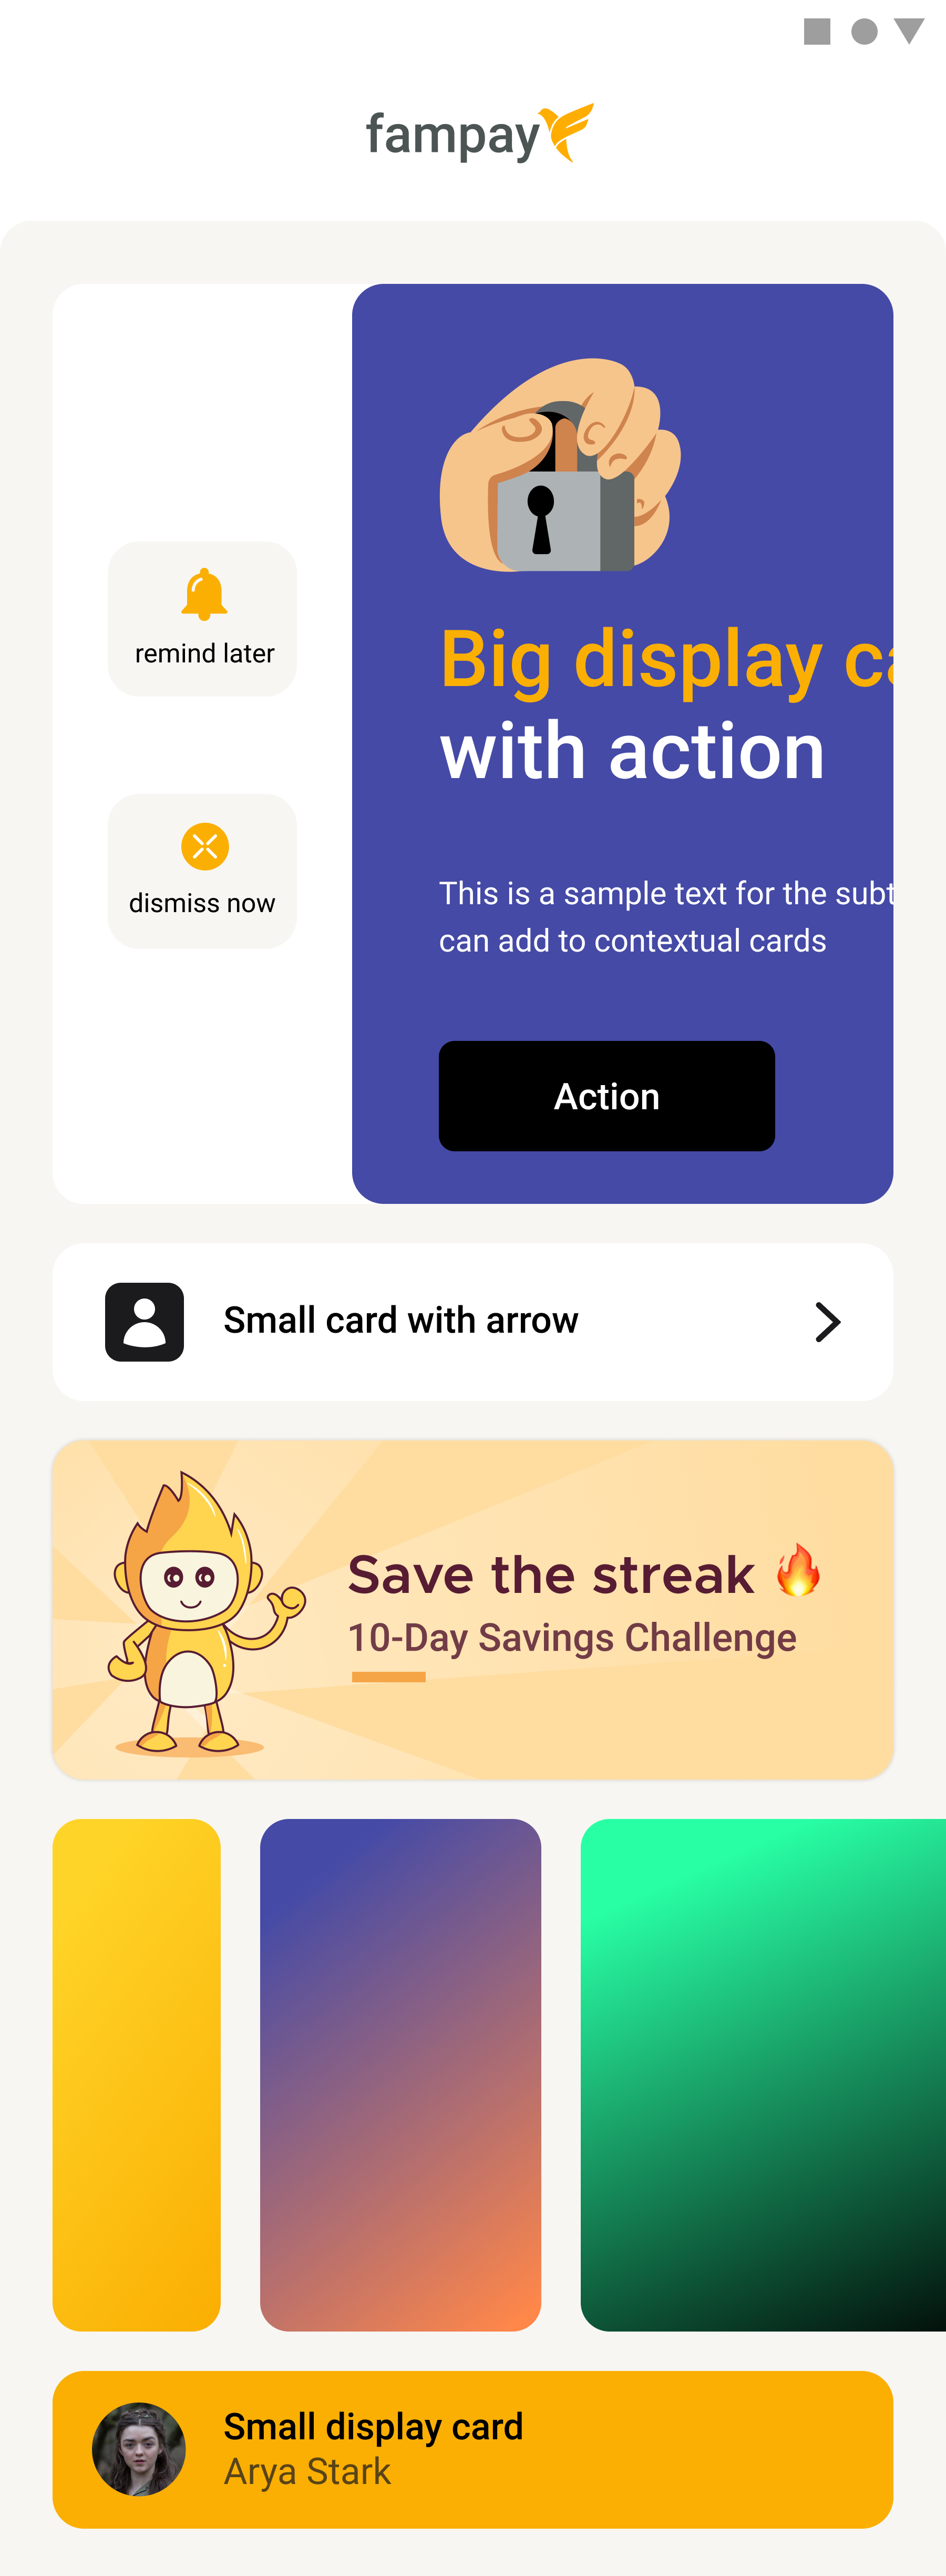 fampay
remind later
dismiss now
Big display ca
with action
This is a sample text for the subt
can add to contextual cards
Action
Small card with arrow
Save the streak 🔥
10-Day Savings Challenge
Small display card
Arya Stark